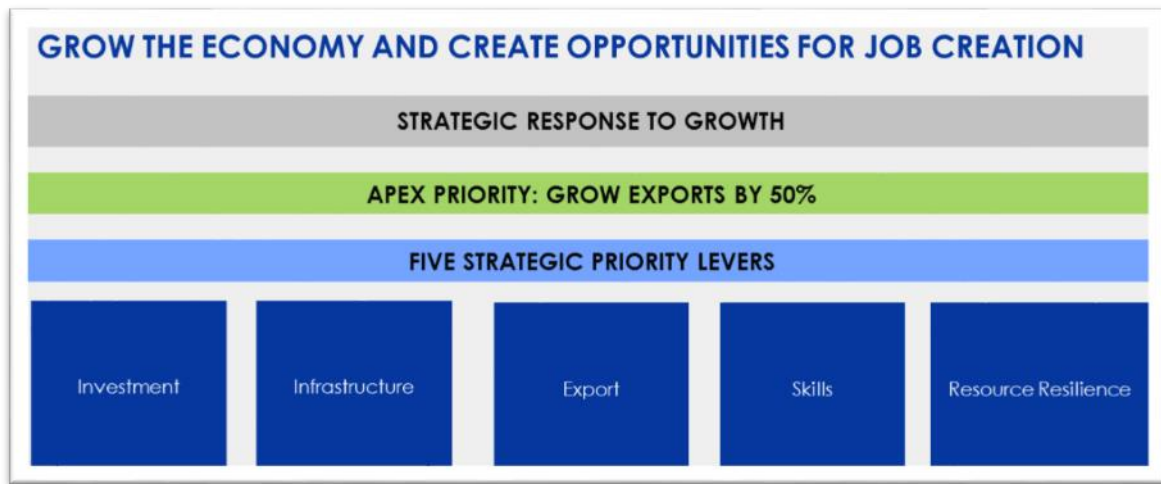 GROW THE ECONOMY AND CREATE OPPORTUNITIES FOR JOB CREATION
STRATEGIC RESPONSE TO GROWTH
APEX PRIORITY: GROW EXPORTS BY 50%
FIVE STRATEGIC PRIORITY LEVERS
Investment
Infrastructure
Export
Skills
Resource Resilience